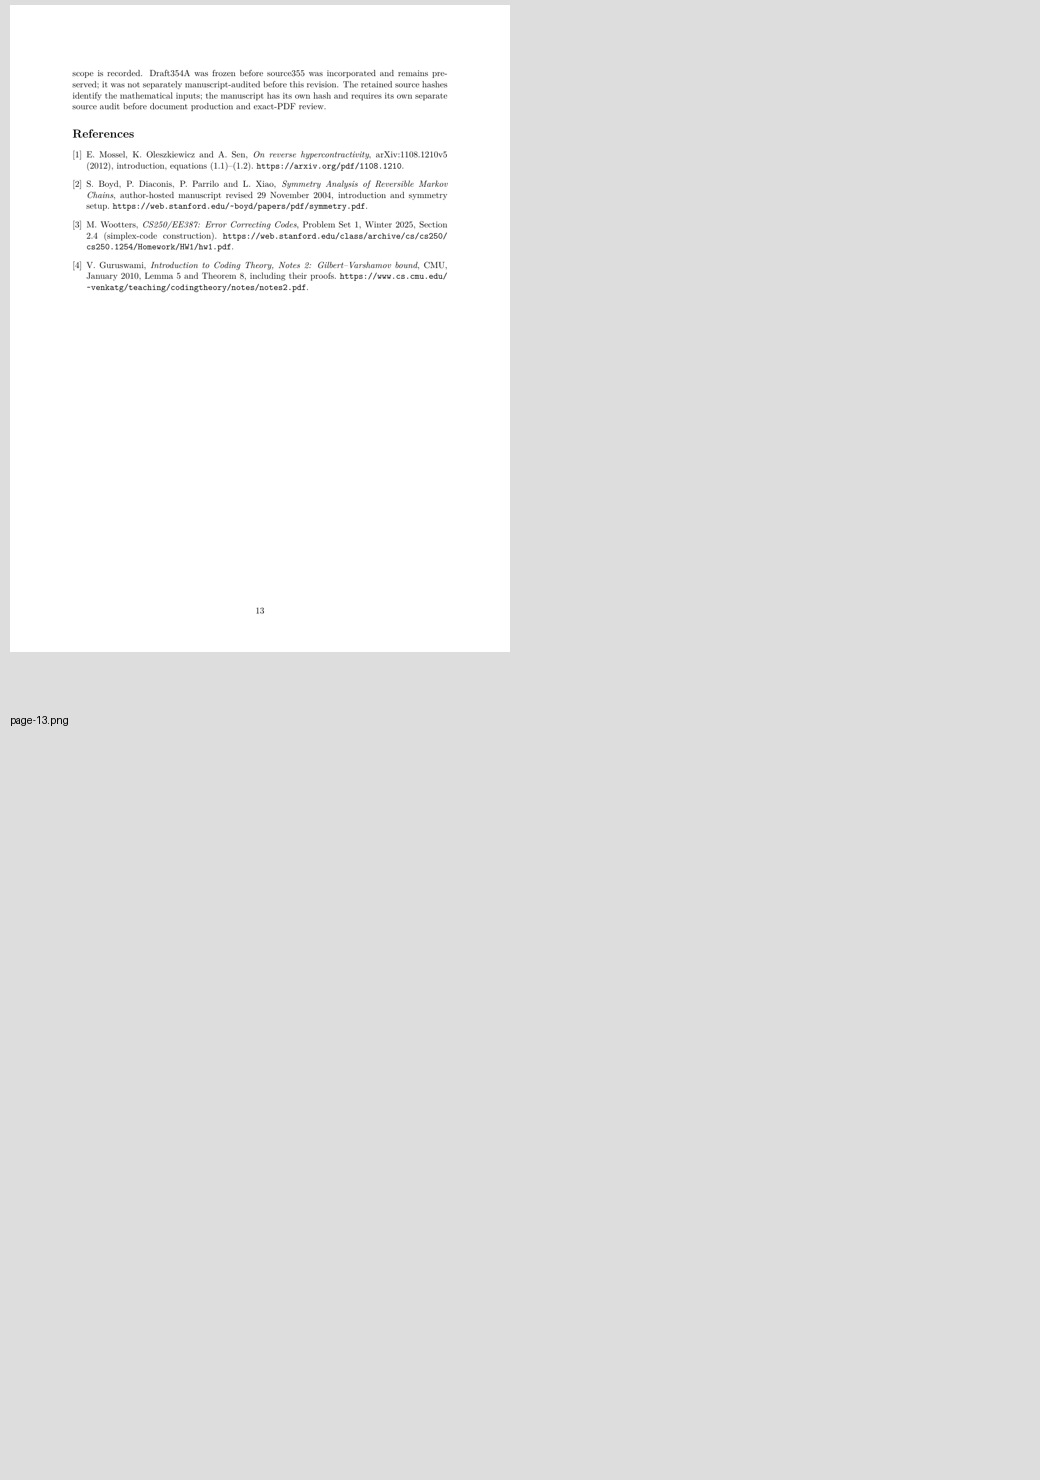 scope is recorded. Draft354A was frozen before source355 was incorporated and remains pre-
served; it was not separately manuscript-audited before this revision. The retained source hashes
identify the mathematical inputs; the manuscript has its own hash and requires its own separate
source audit before document production and exact-PDF review.
References
[1] E. Mossel, K. Oleszkiewicz and A. Sen, On reverse hypercontractivity, arXiv:1108.1210v5
(2012), introduction, equations (1.1)–(1.2). https://arxiv.org/pdf/1108.1210.
[2] S. Boyd, P. Diaconis, P. Parrilo and L. Xiao, Symmetry Analysis of Reversible Markov
Chains, author-hosted manuscript revised 29 November 2004, introduction and symmetry
setup. https://web.stanford.edu/~boyd/papers/pdf/symmetry.pdf.
[3] M. Wootters, CS250/EE387: Error Correcting Codes, Problem Set 1, Winter 2025, Section
2.4 (simplex-code construction). https://web.stanford.edu/class/archive/cs/cs250/
cs250.1254/Homework/HW1/hw1.pdf.
[4] V. Guruswami, Introduction to Coding Theory, Notes 2: Gilbert–Varshamov bound, CMU,
January 2010, Lemma 5 and Theorem 8, including their proofs. https://www.cs.cmu.edu/
~venkatg/teaching/codingtheory/notes/notes2.pdf.
13
page-13.png